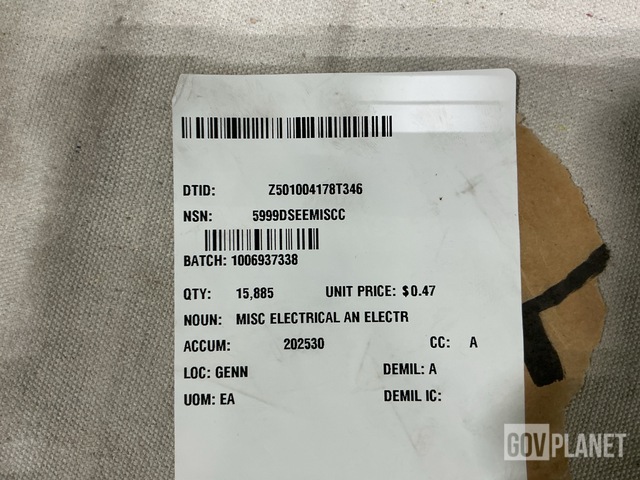 DTID: Z501004178T346
NSN: 5999DSEEMISCC
BATCH: 1006937338
QTY: 15,885 UNIT PRICE: $0.47
NOUN: MISC ELECTRICAL AN ELECTR
ACCUM: 202530 CC: A
LOC: GENN DEMIL: A
UOM: EA DEMIL IC:
GOVPLANET